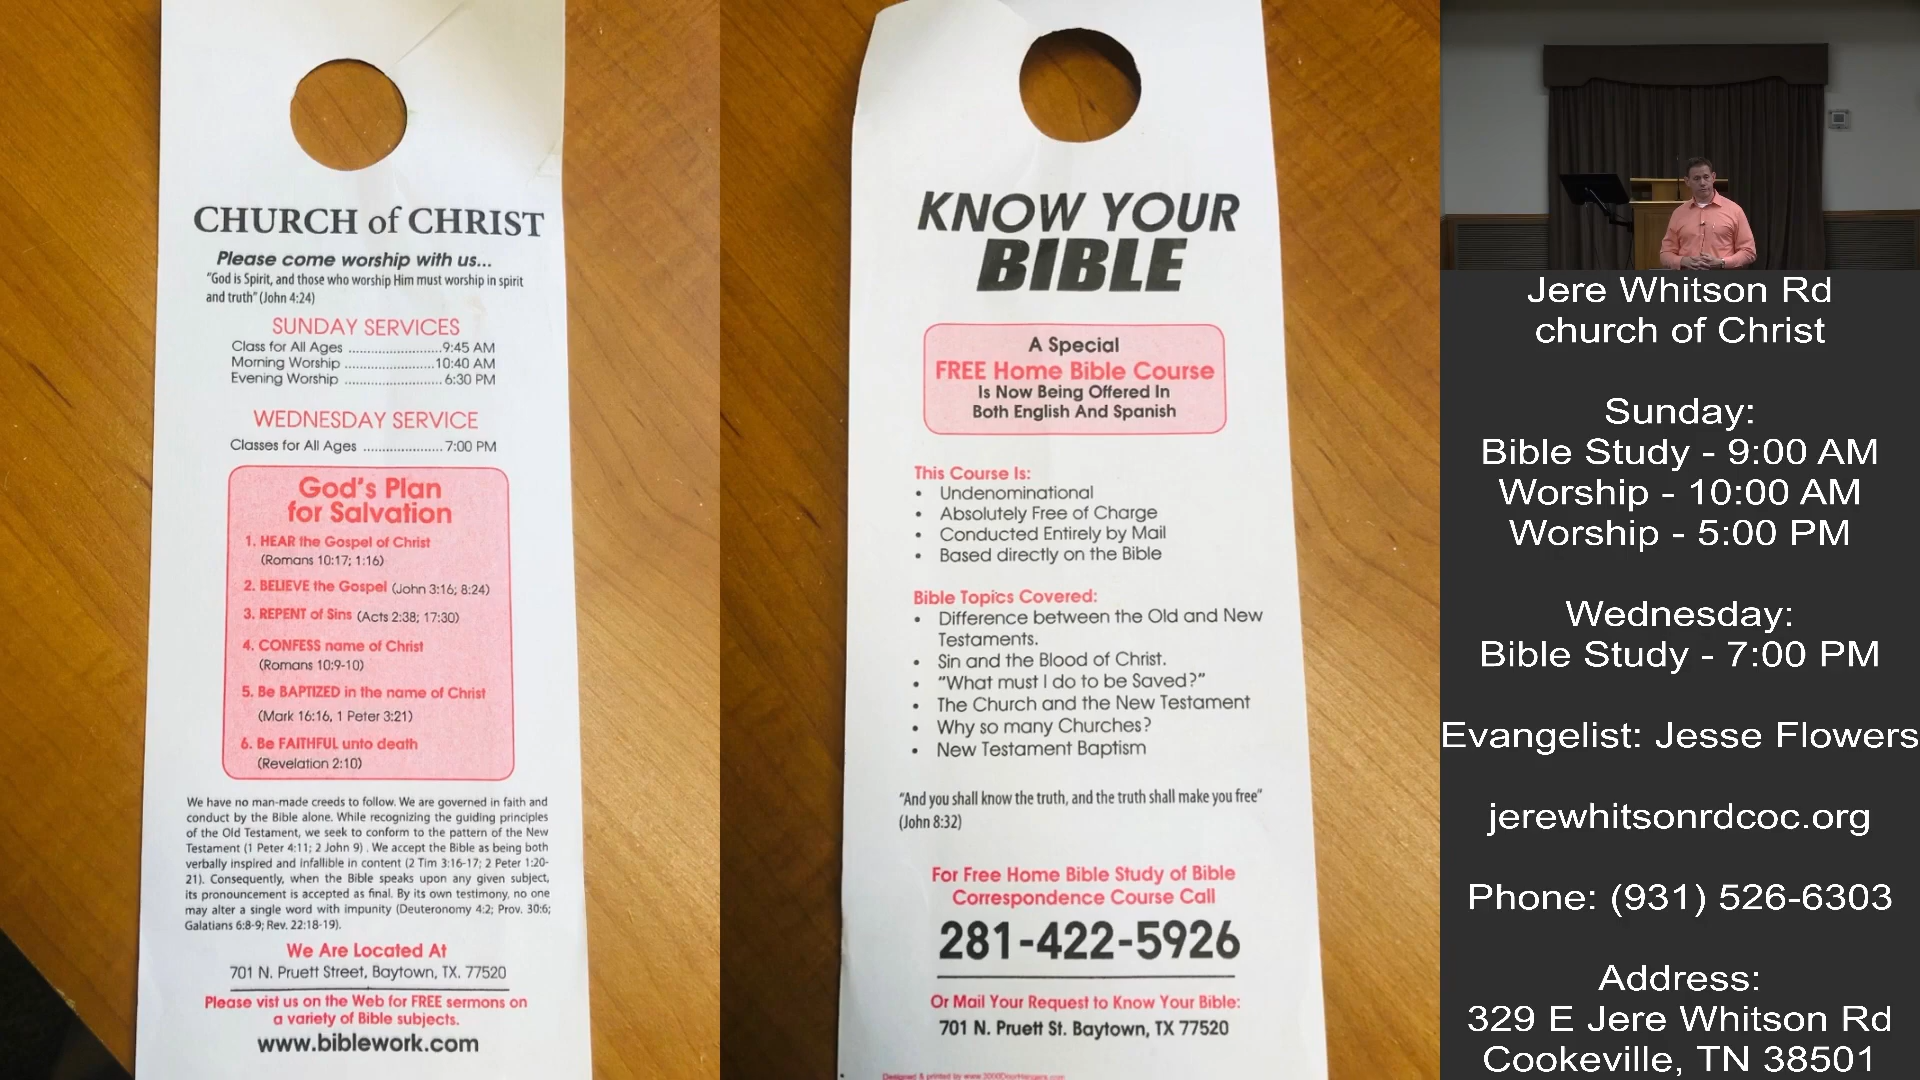 CHURCH of CHRIST
Please come worship with us...
"God is Spirit, and those who worship Him must worship in spirit
and truth" (John 4:24)
SUNDAY SERVICES
Class for All Ages ......................9:45 AM
Morning Worship .....................10:40 AM
Evening Worship ....................... 6:30 PM
WEDNESDAY SERVICE
Classes for All Ages ................... 7:00 PM
God's Plan
for Salvation
1. HEAR the Gospel of Christ
(Romans 10:17; 1:16)
2. BELIEVE the Gospel (John 3:16; 8:24)
3. REPENT of Sins (Acts 2:38; 17:30)
4. CONFESS name of Christ
(Romans 10:9-10)
5. Be BAPTIZED in the name of Christ
(Mark 16:16, 1 Peter 3:21)
6. Be FAITHFUL unto death
(Revelation 2:10)
We have no man-made creeds to follow. We are governed in faith and
conduct by the Bible alone. While recognizing the guiding principles
of the Old Testament, we seek to conform to the pattern of the New
Testament (1 Peter 4:11; 2 John 9) . We accept the Bible as being both
verbally inspired and infallible in content (2 Tim 3:16-17; 2 Peter 1:20-
21). Consequently, when the Bible speaks upon any given subject,
its pronouncement is accepted as final. By its own testimony, no one
may alter a single word with impunity (Deuteronomy 4:2; Prov. 30:6;
Galatians 6:8-9; Rev. 22:18-19).
We Are Located At
701 N. Pruett Street, Baytown, TX. 77520
Please vist us on the Web for FREE sermons on
a variety of Bible subjects.
www.biblework.com
KNOW YOUR
BIBLE
A Special
FREE Home Bible Course
Is Now Being Offered In
Both English And Spanish
This Course Is:
• Undenominational
• Absolutely Free of Charge
• Conducted Entirely by Mail
• Based directly on the Bible
Bible Topics Covered:
• Difference between the Old and New
Testaments.
• Sin and the Blood of Christ.
• "What must I do to be Saved?"
• The Church and the New Testament
• Why so many Churches?
• New Testament Baptism
"And you shall know the truth, and the truth shall make you free"
(John 8:32)
For Free Home Bible Study of Bible
Correspondence Course Call
281-422-5926
Or Mail Your Request to Know Your Bible:
701 N. Pruett St. Baytown, TX 77520
Designed & printed by www.
Jere Whitson Rd
church of Christ
Sunday:
Bible Study - 9:00 AM
Worship - 10:00 AM
Worship - 5:00 PM
Wednesday:
Bible Study - 7:00 PM
Evangelist: Jesse Flowers
jerewhitsonrdcoc.org
Phone: (931) 526-6303
Address:
329 E Jere Whitson Rd
Cookeville, TN 38501